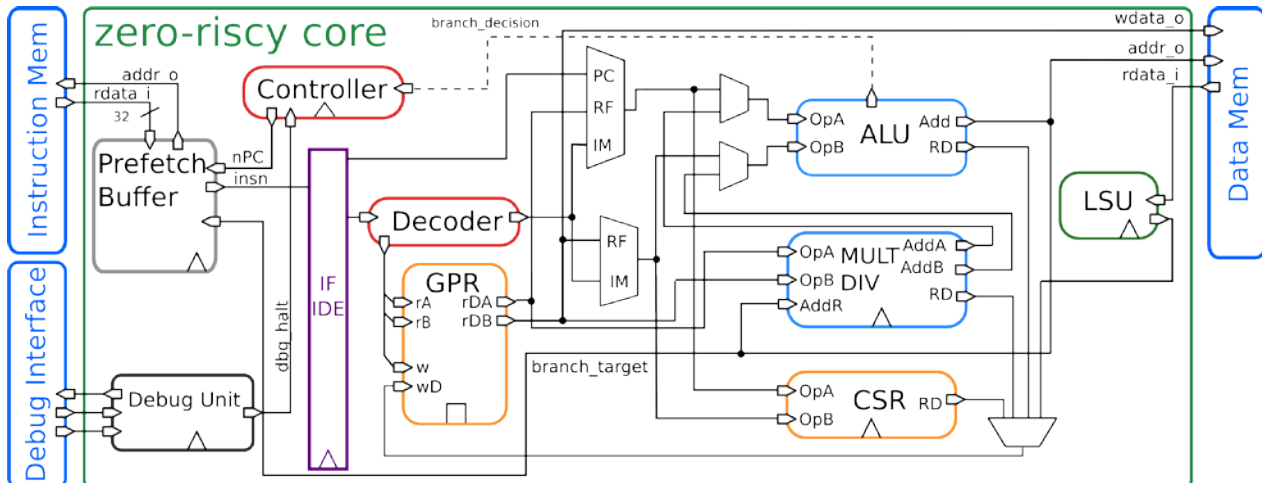 zero-riscy core
Instruction Mem
addr_o
rdata_i
32
Controller
branch_decision
wdata_o
addr_o
rdata_i
Data Mem
Prefetch
Buffer
nPC
insn
IF
IDE
Decoder
PC
RF
IM
RF
IM
OpA
OpB
ALU
Add
RD
LSU
GPR
rA
rB
w
wD
rDA
rDB
OpA
OpB
AddR
MULT
DIV
AddA
AddB
RD
branch_target
OpA
OpB
CSR
RD
Debug Interface
Debug Unit
dbg_halt